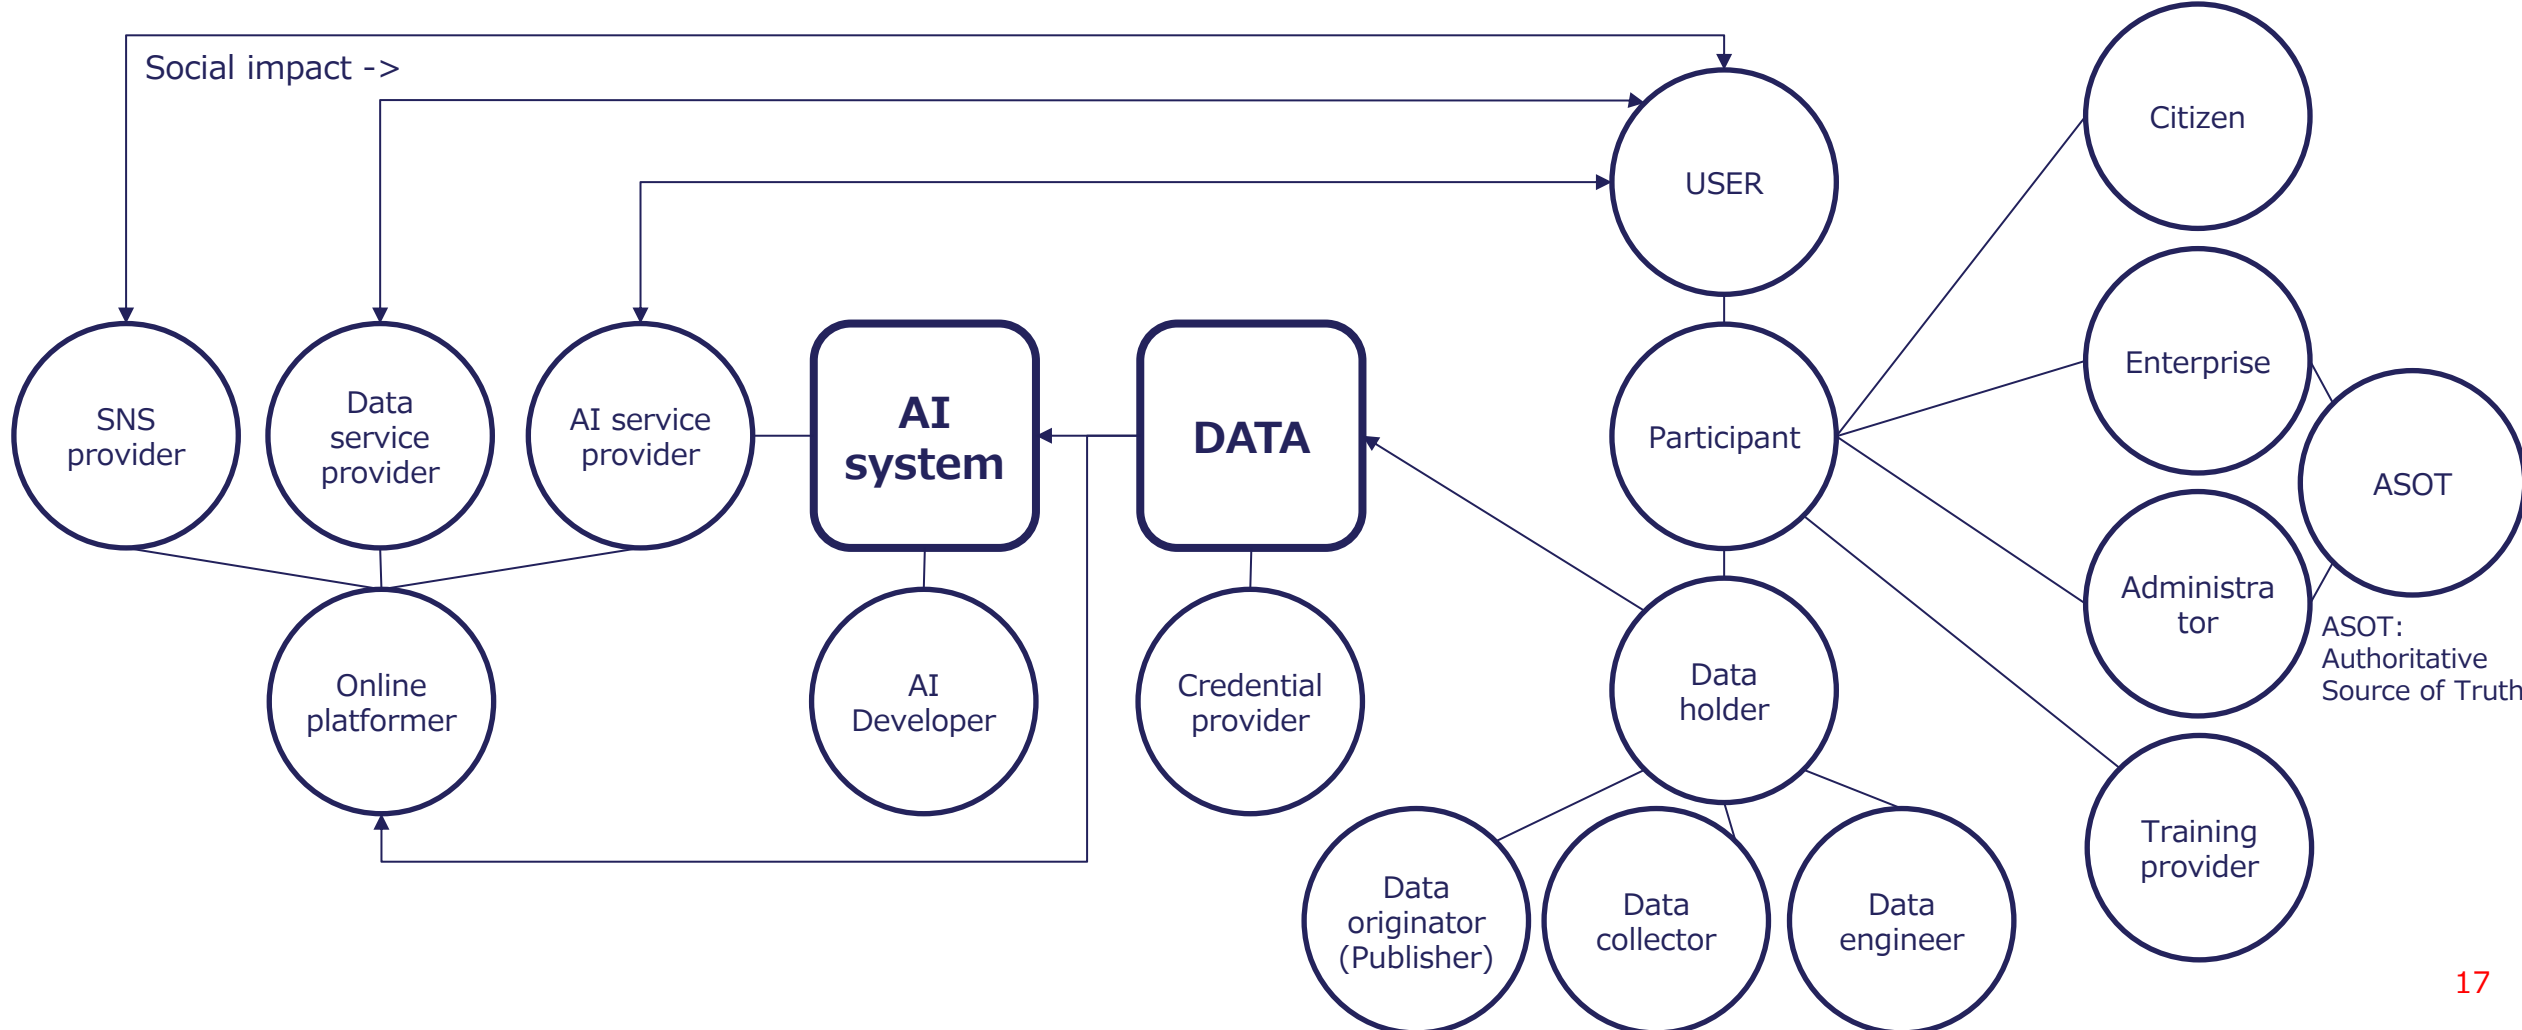 Social impact ->
Citizen
USER
Enterprise
SNS
provider
Data
service
provider
AI service
provider
AI
system
DATA
Participant
ASOT
Administra
tor
ASOT:
Authoritative
Source of Truth
Online
platformer
AI
Developer
Credential
provider
Data
holder
Training
provider
Data
originator
(Publisher)
Data
collector
Data
engineer
17